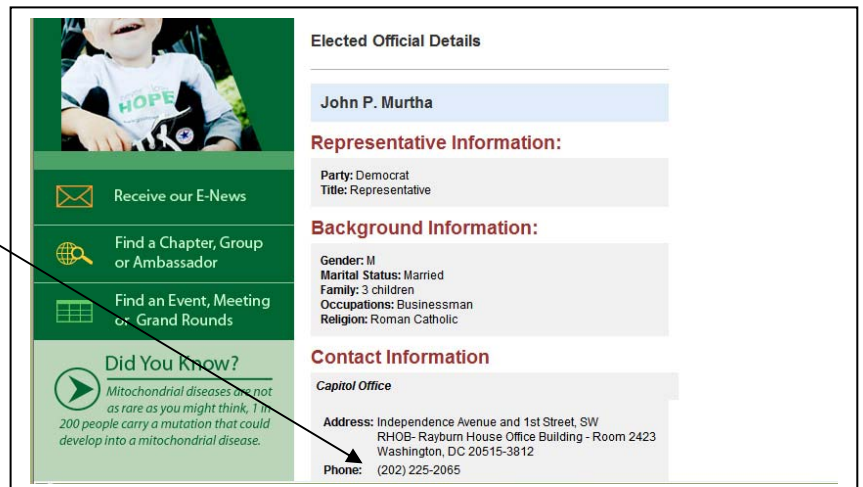 HOPE
Receive our E-News
Find a Chapter, Group
or Ambassador
Find an Event, Meeting
or Grand Rounds
Did You Know?
Mitochondrial diseases are not
as rare as you might think, 1 in
200 people carry a mutation that could
develop into a mitochondrial disease.
Elected Official Details
John P. Murtha
Representative Information:
Party: Democrat
Title: Representative
Background Information:
Gender: M
Marital Status: Married
Family: 3 children
Occupations: Businessman
Religion: Roman Catholic
Contact Information
Capitol Office
Address: Independence Avenue and 1st Street, SW
RHOB- Rayburn House Office Building - Room 2423
Washington, DC 20515-3812
Phone: (202) 225-2065